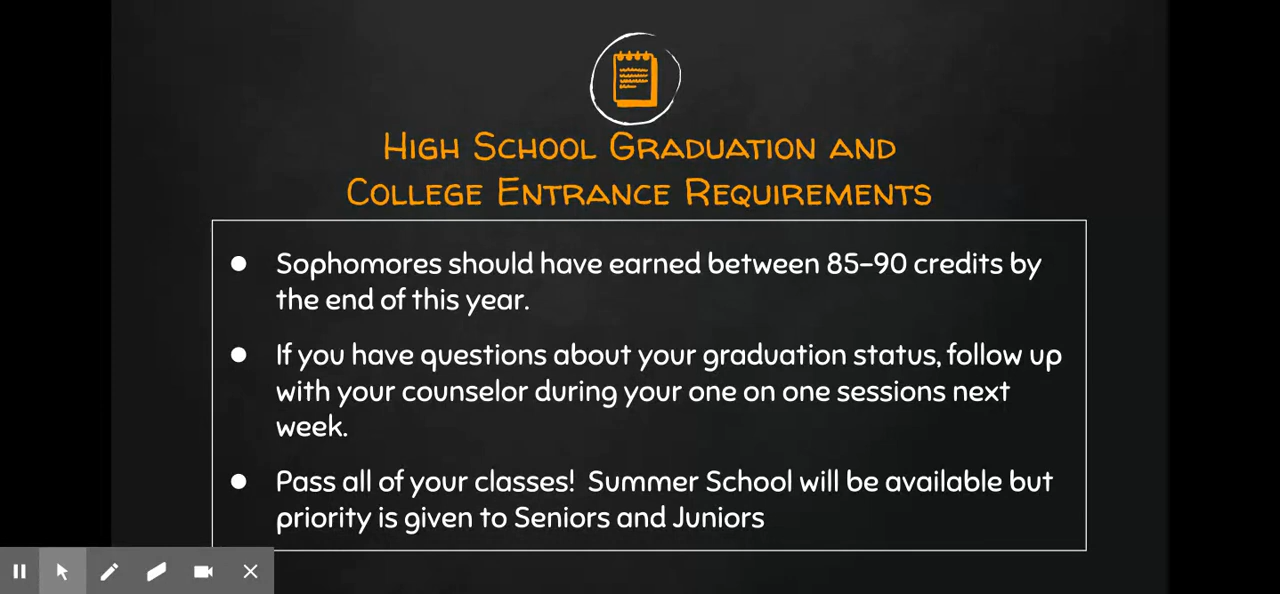 High School Graduation and
College Entrance Requirements
● Sophomores should have earned between 85-90 credits by
the end of this year.
● If you have questions about your graduation status, follow up
with your counselor during your one on one sessions next
week.
● Pass all of your classes!  Summer School will be available but
priority is given to Seniors and Juniors